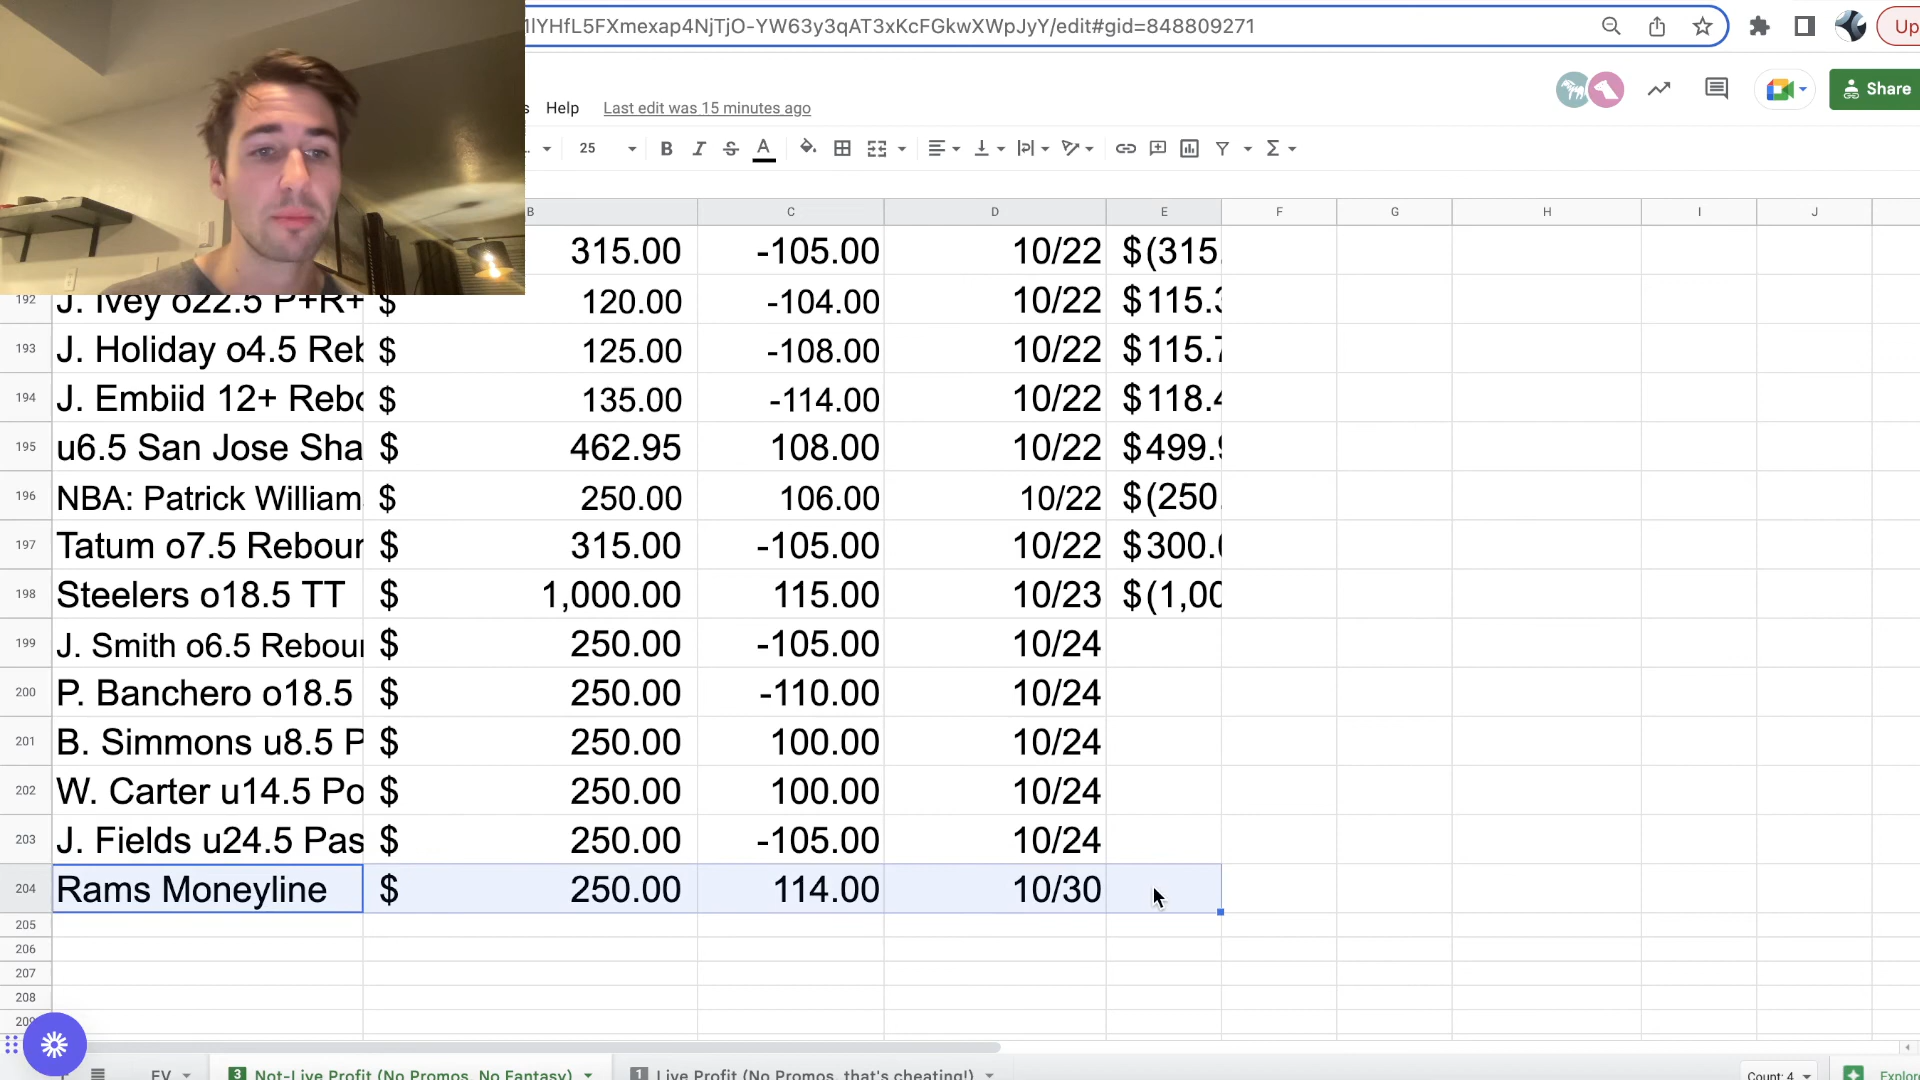 1lYHfL5FXmexap4NjTjO-YW63y3qAT3xKcFGkwXWpJyY/edit#gid=848809271
Up
Help Last edit was 15 minutes ago
Share
25 B I S A
B C D E F G H I J
315.00 -105.00 10/22 $(315.
192 J. Ivey o22.5 P+R+ $ 120.00 -104.00 10/22 $115.3
193 J. Holiday o4.5 Reb $ 125.00 -108.00 10/22 $115.7
194 J. Embiid 12+ Rebo $ 135.00 -114.00 10/22 $118.4
195 u6.5 San Jose Sha $ 462.95 108.00 10/22 $499.9
196 NBA: Patrick William $ 250.00 106.00 10/22 $(250.
197 Tatum o7.5 Rebour $ 315.00 -105.00 10/22 $300.0
198 Steelers o18.5 TT $ 1,000.00 115.00 10/23 $(1,00
199 J. Smith o6.5 Rebour $ 250.00 -105.00 10/24
200 P. Banchero o18.5 $ 250.00 -110.00 10/24
201 B. Simmons u8.5 P $ 250.00 100.00 10/24
202 W. Carter u14.5 Po $ 250.00 100.00 10/24
203 J. Fields u24.5 Pas $ 250.00 -105.00 10/24
204 Rams Moneyline $ 250.00 114.00 10/30
205
206
207
208
209
EV 3 Not-Live Profit (No Promos, No Fantasy) 1 Live Profit (No Promos, that's cheating!) Count: 4 Explore